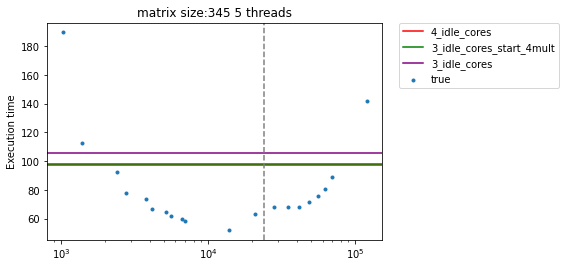 matrix size:345 5 threads
4_idle_cores
3_idle_cores_start_4mult
3_idle_cores
true
Execution time
180
160
140
120
100
80
60
10³
10⁴
10⁵